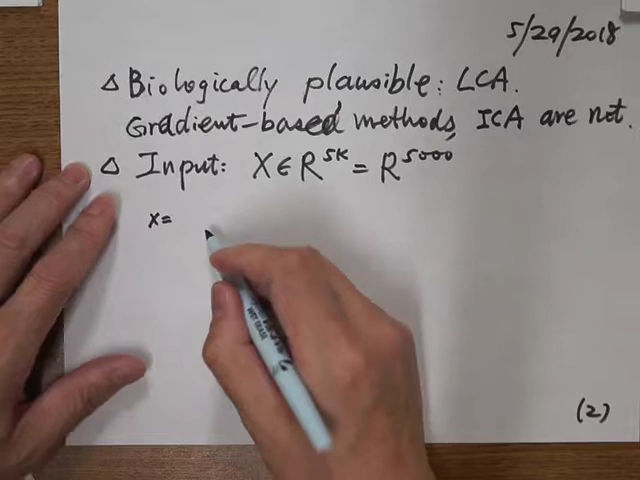 5/29/2018
△ Biologically plausible: LCA.
Gradient-based methods, ICA are not.
△ Input: X ∈ R^5K = R^5000
x=
(2)